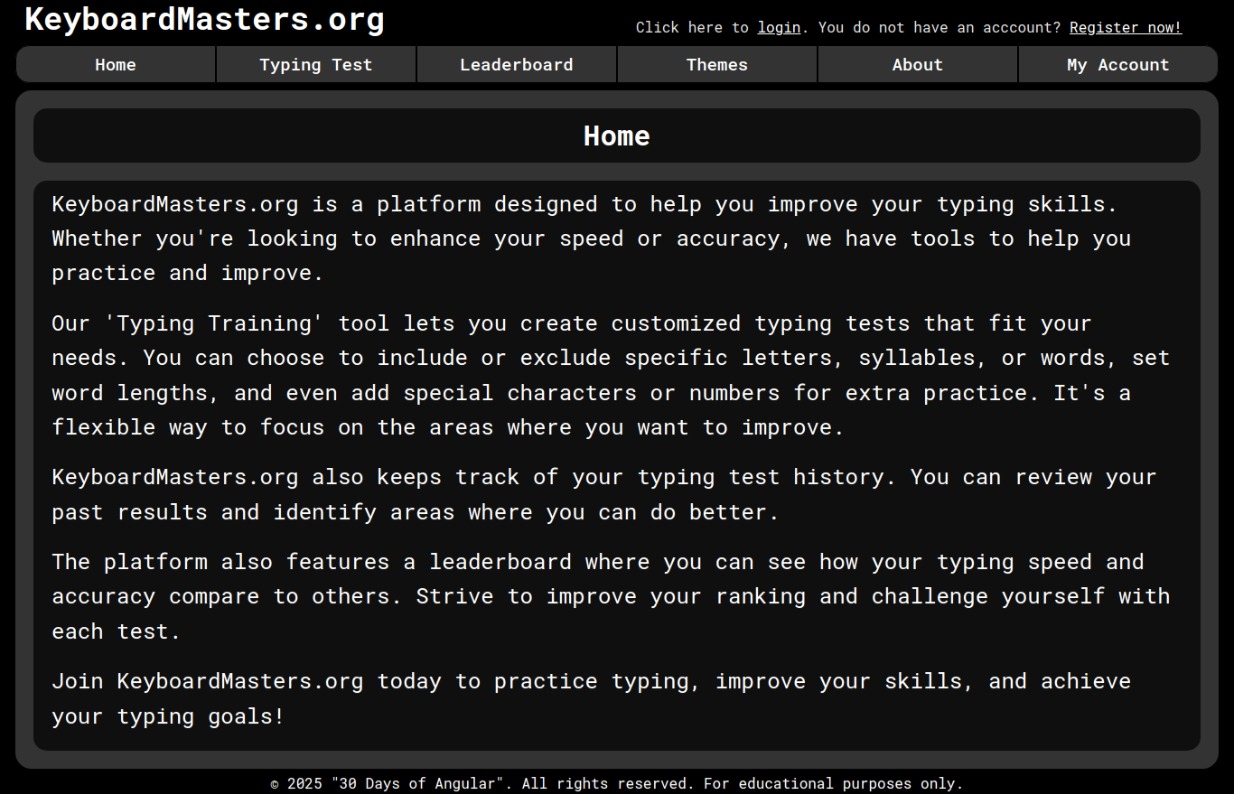 KeyboardMasters.org
Click here to login. You do not have an acccount? Register now!
Home
Typing Test
Leaderboard
Themes
About
My Account
Home
KeyboardMasters.org is a platform designed to help you improve your typing skills.
Whether you're looking to enhance your speed or accuracy, we have tools to help you
practice and improve.
Our 'Typing Training' tool lets you create customized typing tests that fit your
needs. You can choose to include or exclude specific letters, syllables, or words, set
word lengths, and even add special characters or numbers for extra practice. It's a
flexible way to focus on the areas where you want to improve.
KeyboardMasters.org also keeps track of your typing test history. You can review your
past results and identify areas where you can do better.
The platform also features a leaderboard where you can see how your typing speed and
accuracy compare to others. Strive to improve your ranking and challenge yourself with
each test.
Join KeyboardMasters.org today to practice typing, improve your skills, and achieve
your typing goals!
© 2025 "30 Days of Angular". All rights reserved. For educational purposes only.